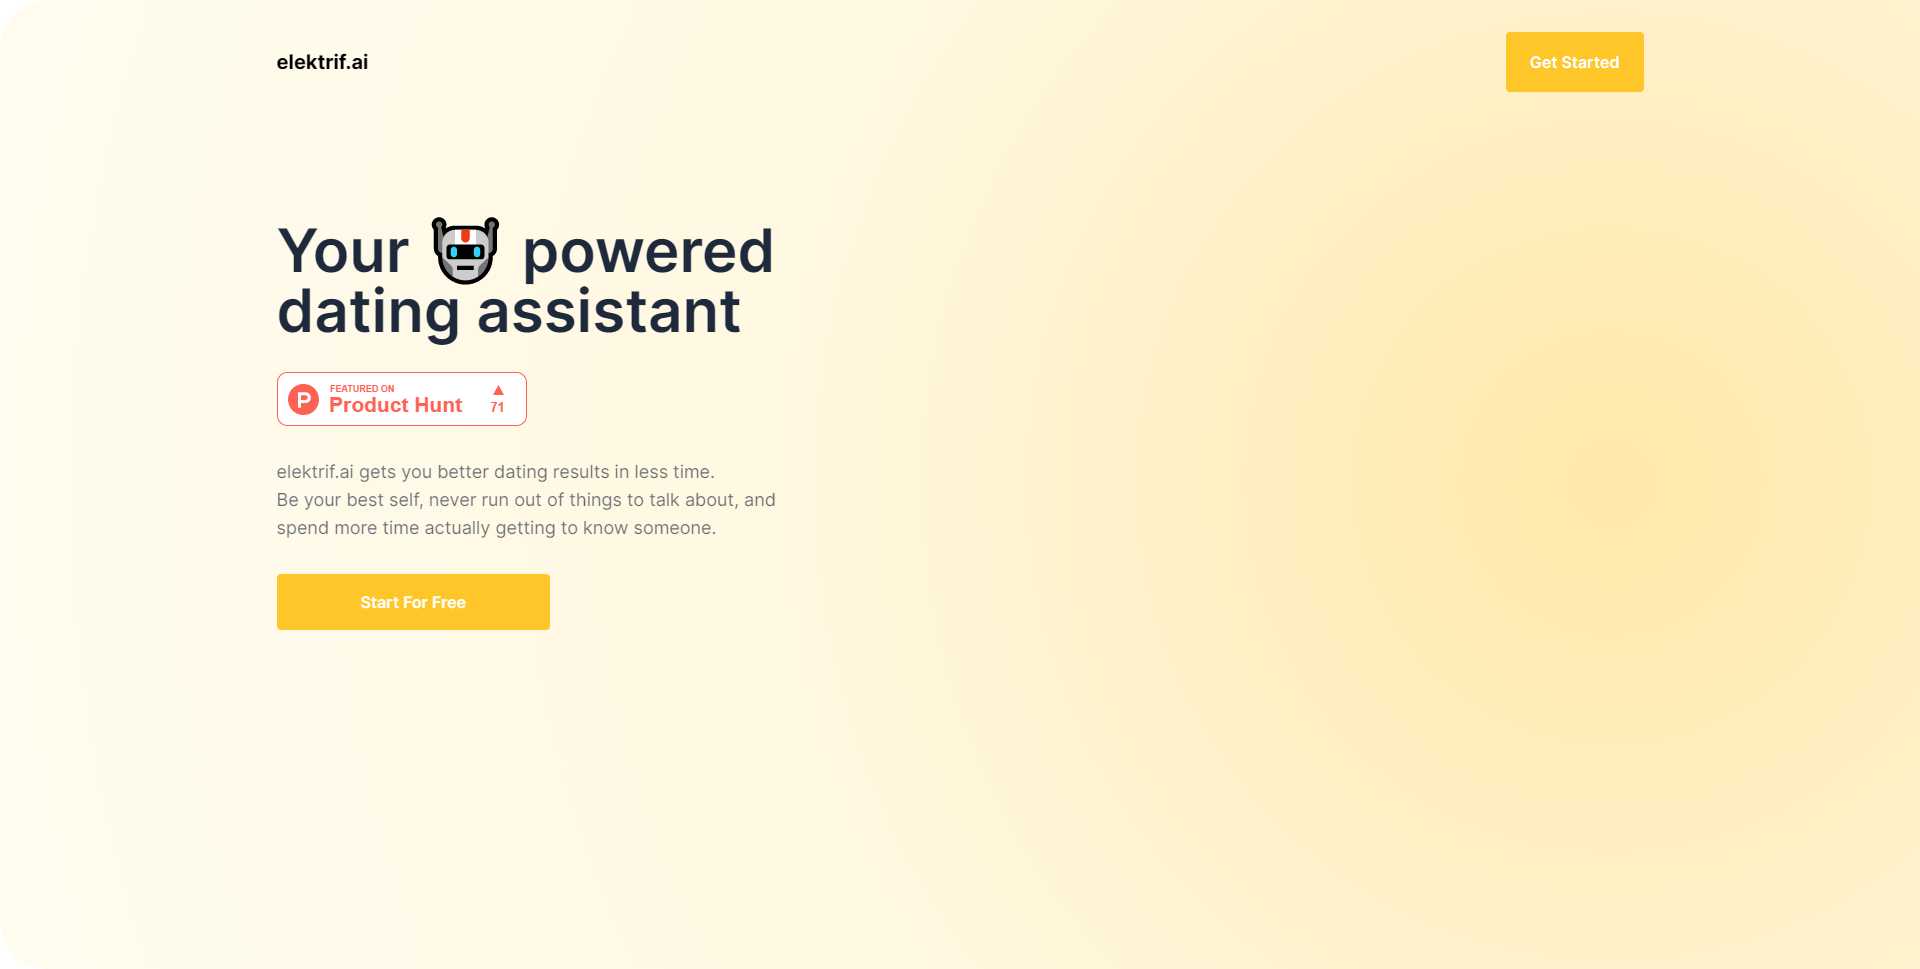 elektrif.ai
Get Started
Your powered
dating assistant
FEATURED ON
Product Hunt
71
elektrif.ai gets you better dating results in less time.
Be your best self, never run out of things to talk about, and
spend more time actually getting to know someone.
Start For Free